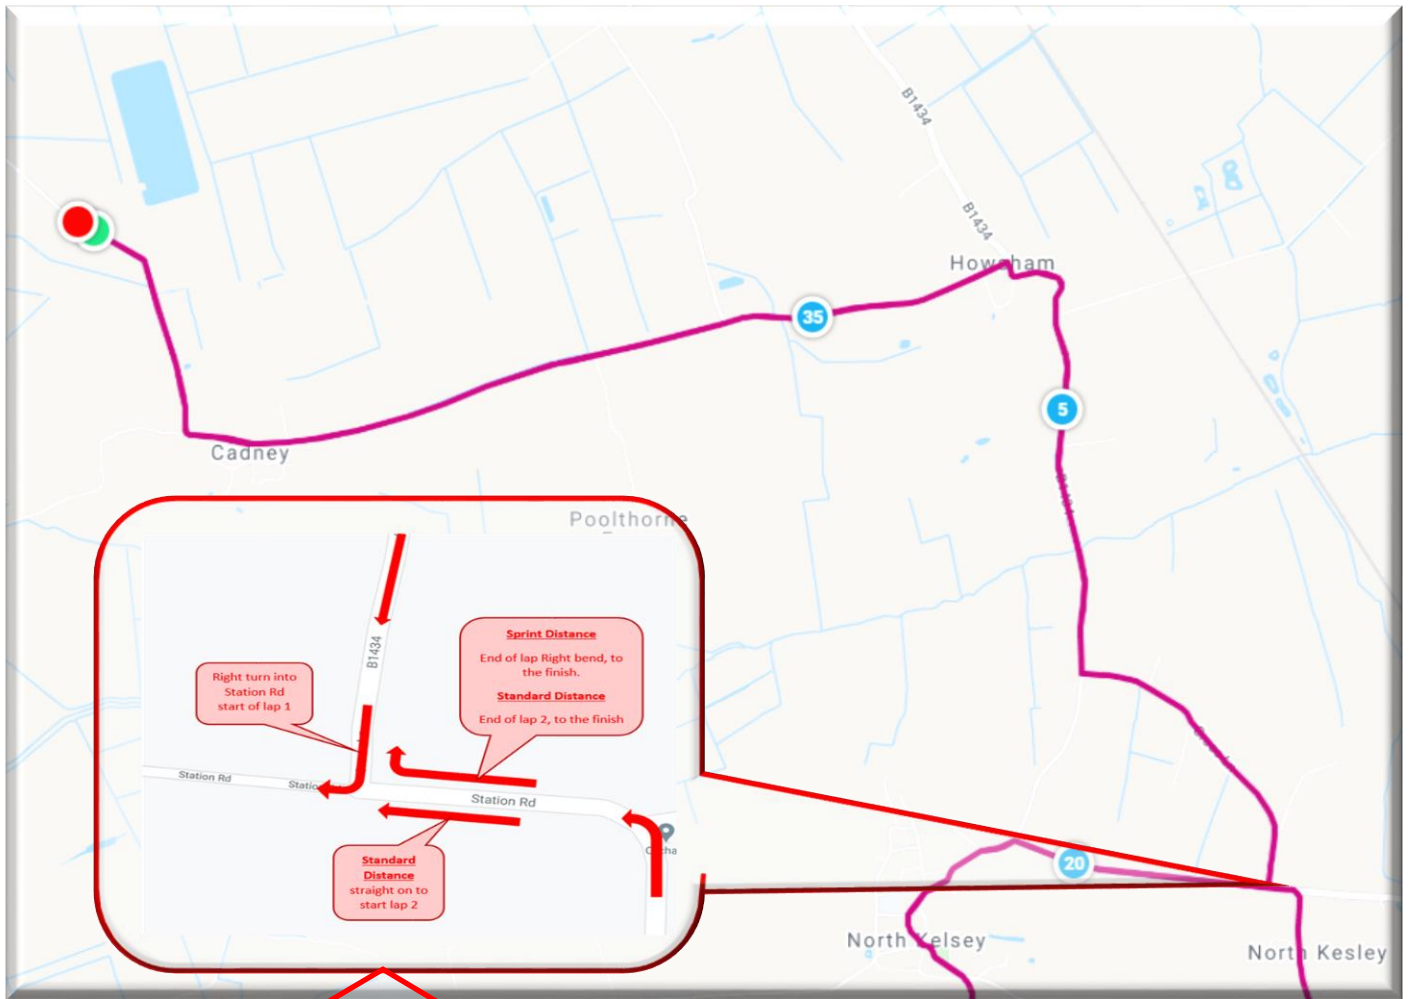 B1434
B1434
Howsham
35
5
Cadney
Poolthorne
B1434
Sprint Distance
End of lap Right bend, to
the finish.
Standard Distance
End of lap 2, to the finish
Right turn into
Station Rd
start of lap 1
Station Rd
Station Rd
Standard
Distance
straight on to
start lap 2
20
North Kelsey
North Kesley